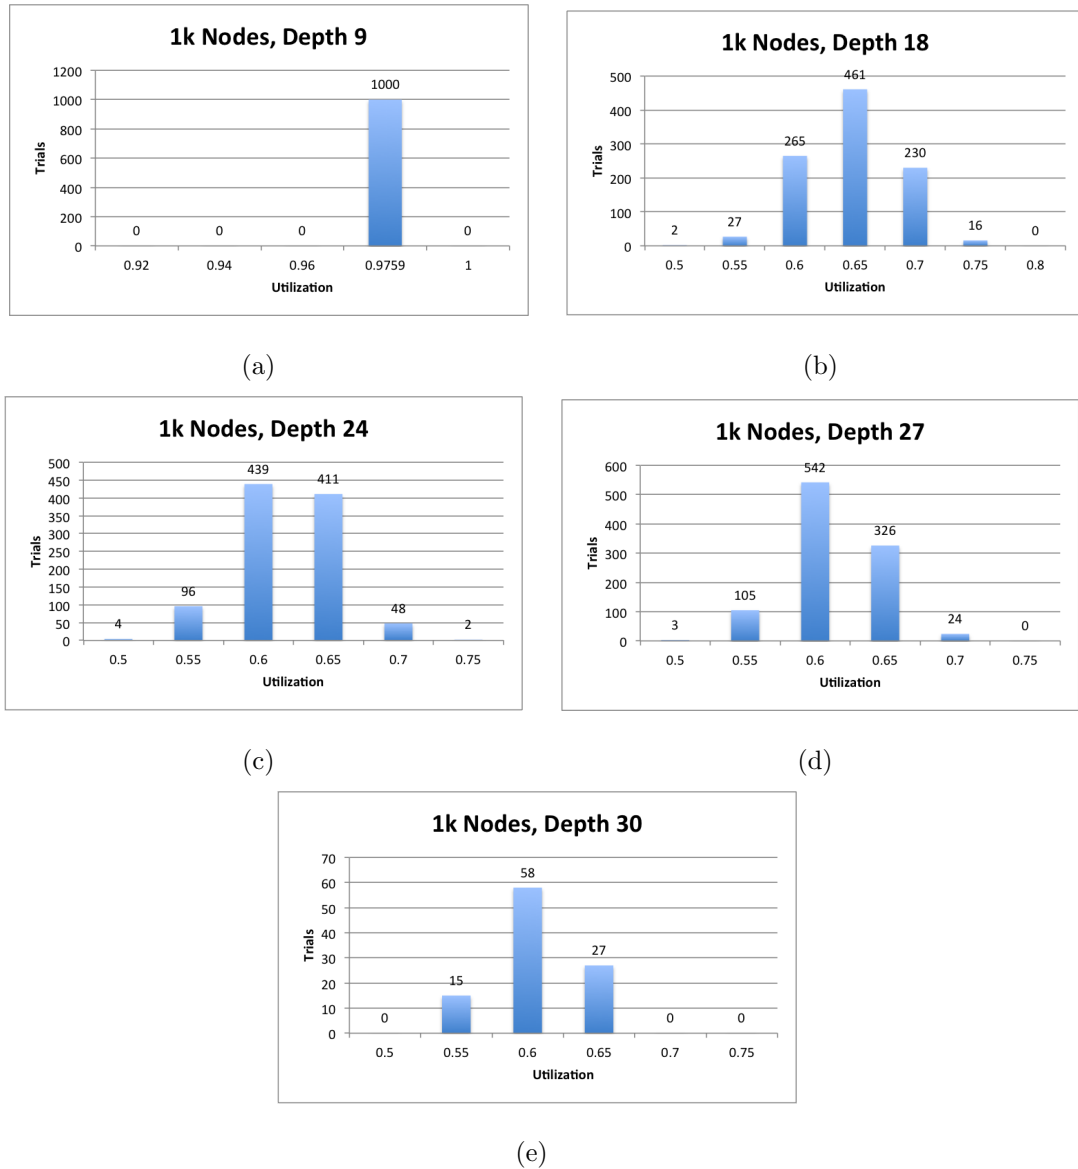 1k Nodes, Depth 9
1200
1000
800
600
400
200
0
Trials
0
0
0
1000
0
0.92 0.94 0.96 0.9759 1
Utilization
(a)
1k Nodes, Depth 18
500
400
300
200
100
0
Trials
2
27
265
461
230
16
0
0.5 0.55 0.6 0.65 0.7 0.75 0.8
Utilization
(b)
1k Nodes, Depth 24
500
450
400
350
300
250
200
150
100
50
0
Trials
4
96
439
411
48
2
0.5 0.55 0.6 0.65 0.7 0.75
Utilization
(c)
1k Nodes, Depth 27
600
500
400
300
200
100
0
Trials
3
105
542
326
24
0
0.5 0.55 0.6 0.65 0.7 0.75
Utilization
(d)
1k Nodes, Depth 30
70
60
50
40
30
20
10
0
Trials
0
15
58
27
0
0
0.5 0.55 0.6 0.65 0.7 0.75
Utilization
(e)